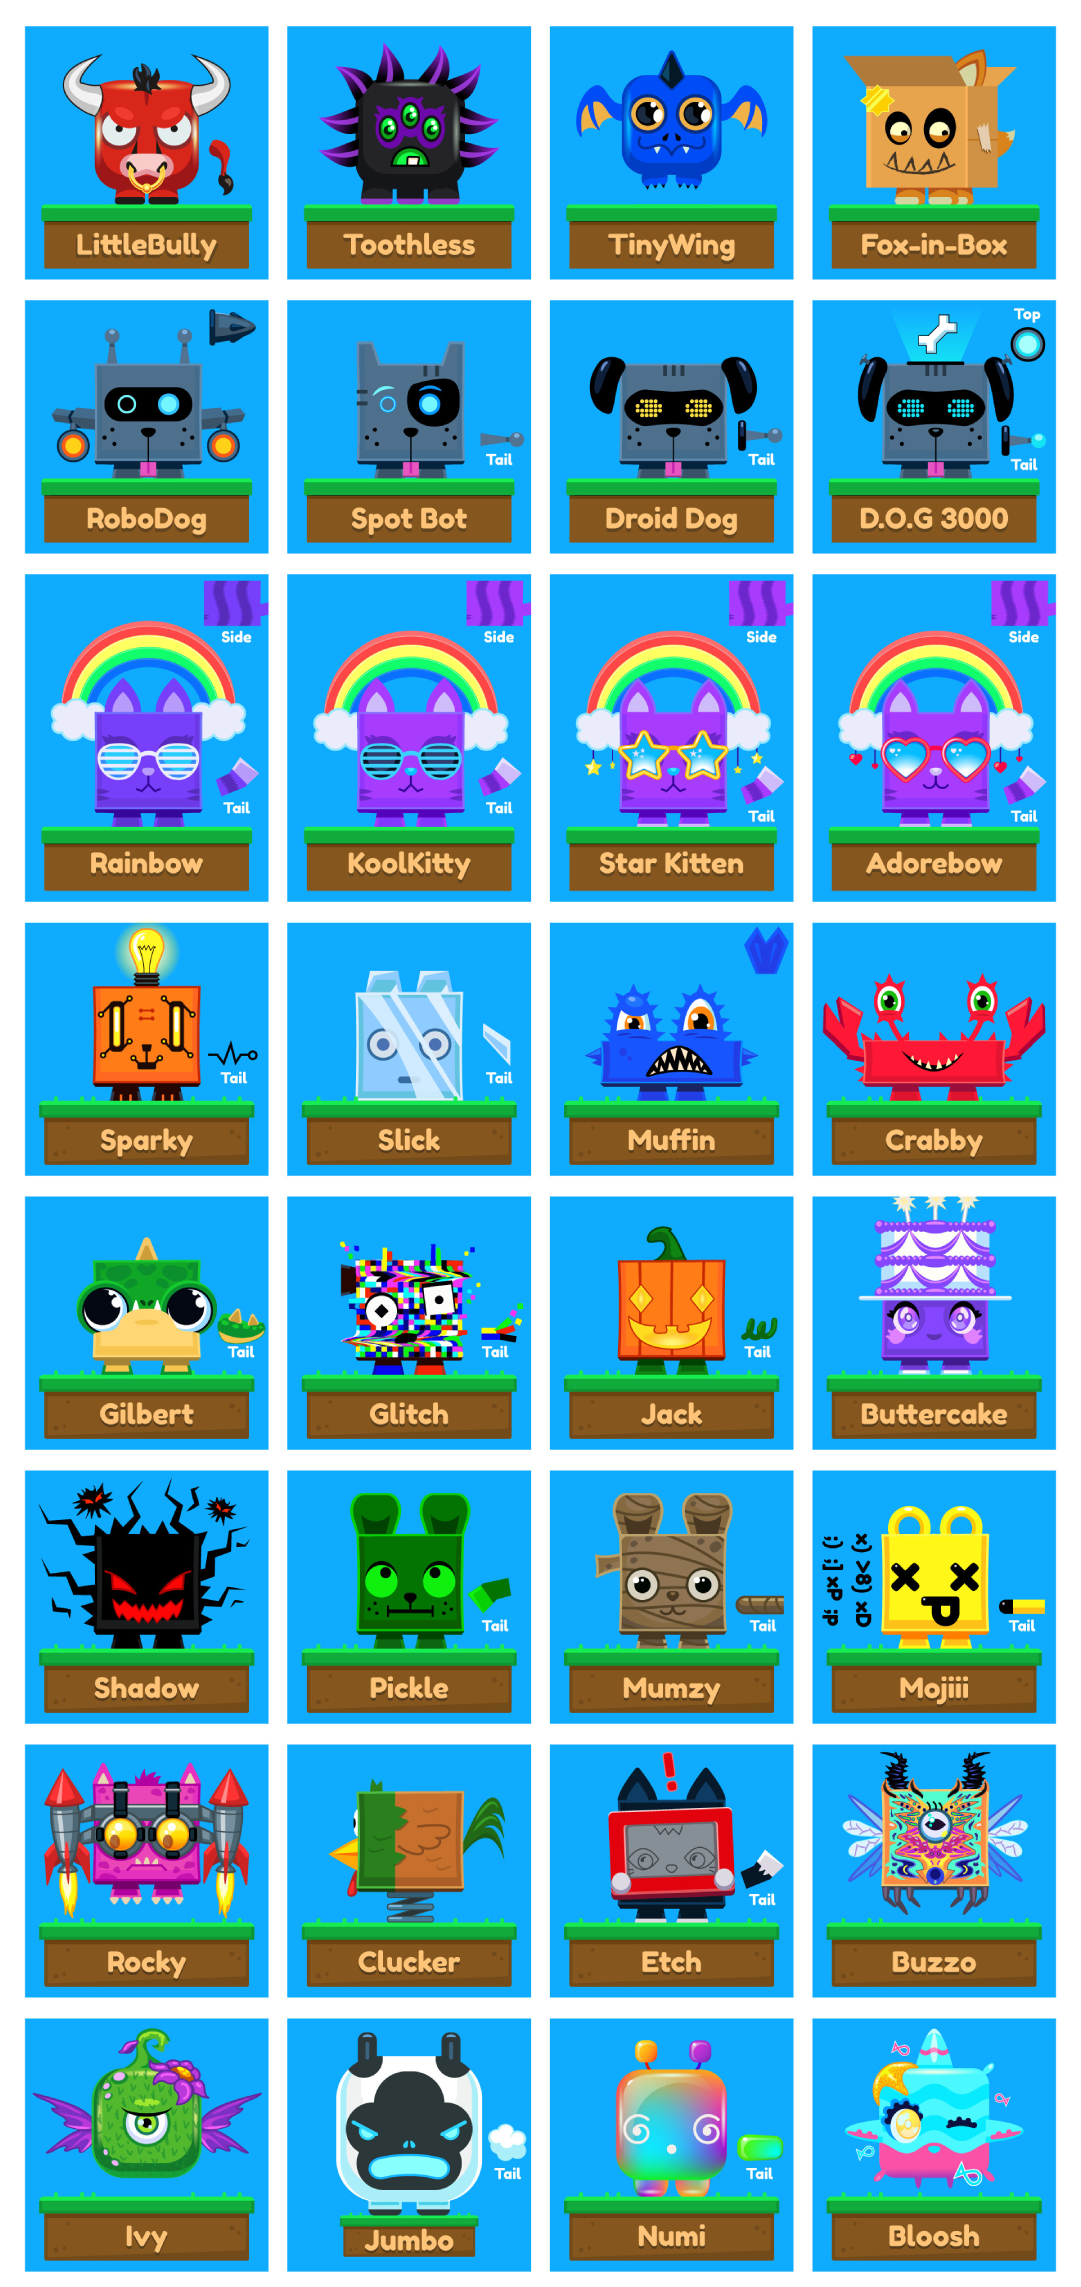 LittleBully
Toothless
TinyWing
Fox-in-Box
Top
Tail
Tail
Tail
RoboDog
Spot Bot
Droid Dog
D.O.G 3000
Side
Side
Side
Side
Tail
Tail
Tail
Tail
Rainbow
KoolKitty
Star Kitten
Adorebow
Tail
Tail
Sparky
Slick
Muffin
Crabby
Tail
Tail
Tail
Gilbert
Glitch
Jack
Buttercake
x) >8) xD
;) :] xP :P
Tail
Tail
Tail
Shadow
Pickle
Mumzy
Mojiii
!
Tail
Rocky
Clucker
Etch
Buzzo
Tail
Tail
Ivy
Jumbo
Numi
Bloosh